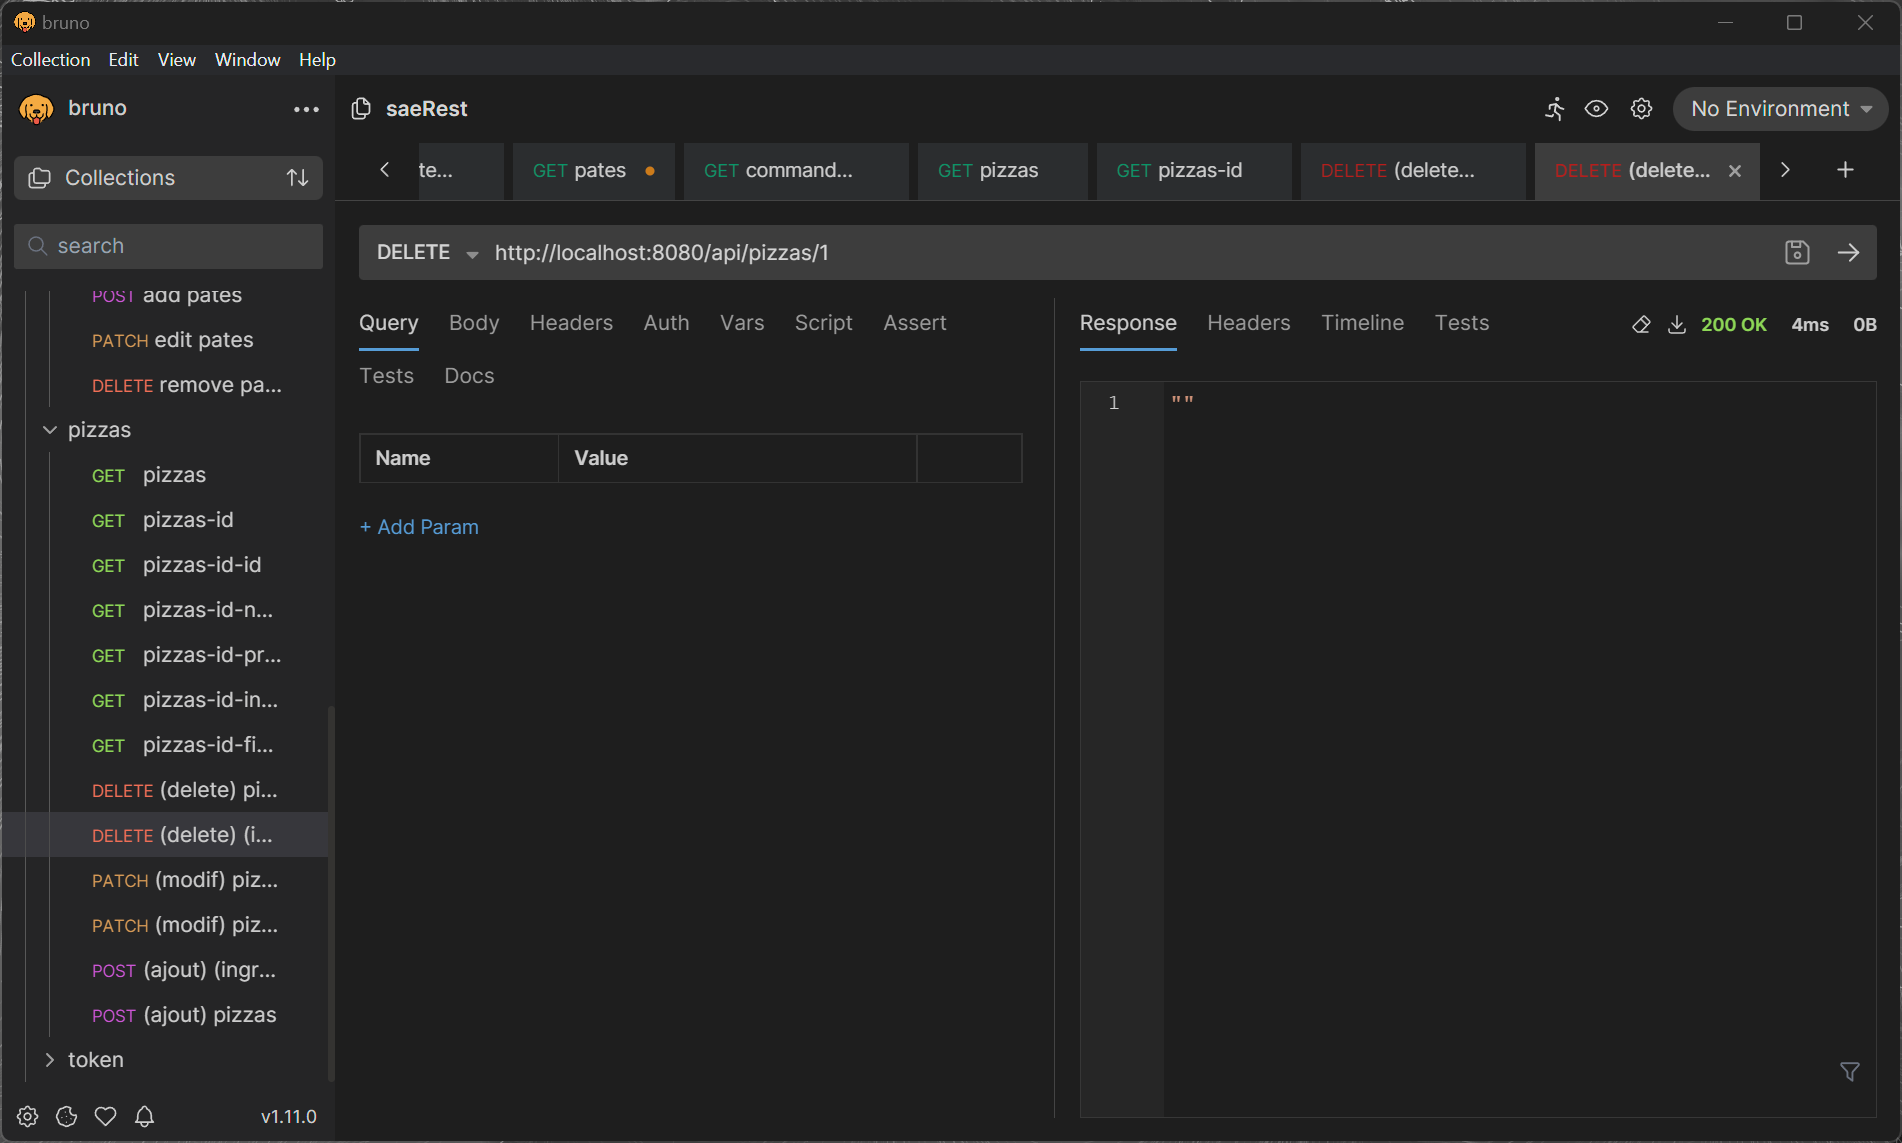 bruno
Collection Edit View Window Help
bruno
saeRest
No Environment
Collections
te...
GET pates
GET command...
GET pizzas
GET pizzas-id
DELETE (delete...
DELETE (delete...
search
DELETE http://localhost:8080/api/pizzas/1
POST add pates
PATCH edit pates
DELETE remove pa...
pizzas
GET pizzas
GET pizzas-id
GET pizzas-id-id
GET pizzas-id-n...
GET pizzas-id-pr...
GET pizzas-id-in...
GET pizzas-id-fi...
DELETE (delete) pi...
DELETE (delete) (i...
PATCH (modif) piz...
PATCH (modif) piz...
POST (ajout) (ingr...
POST (ajout) pizzas
token
v1.11.0
Query Body Headers Auth Vars Script Assert
Tests Docs
Name Value
+ Add Param
Response Headers Timeline Tests
200 OK 4ms 0B
1 ""